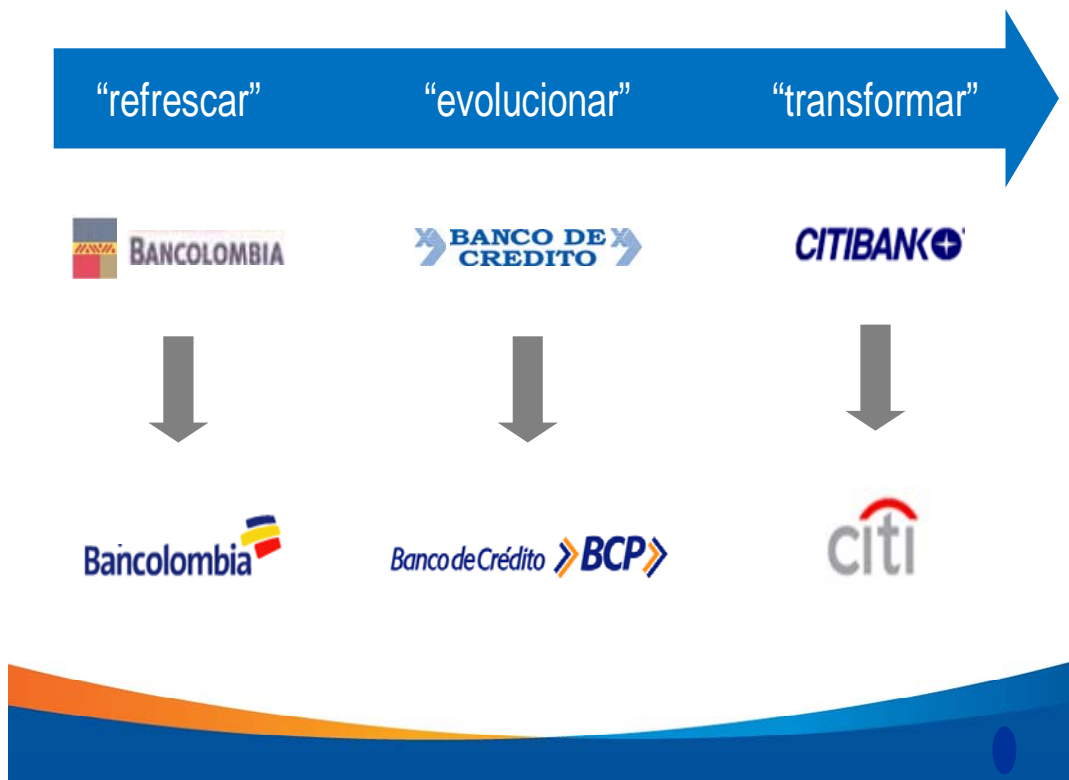 “refrescar” “evolucionar” “transformar”
BANCOLOMBIA
BANCO DE
CREDITO
CITIBANK
Bancolombia
Banco de Crédito BCP
citi